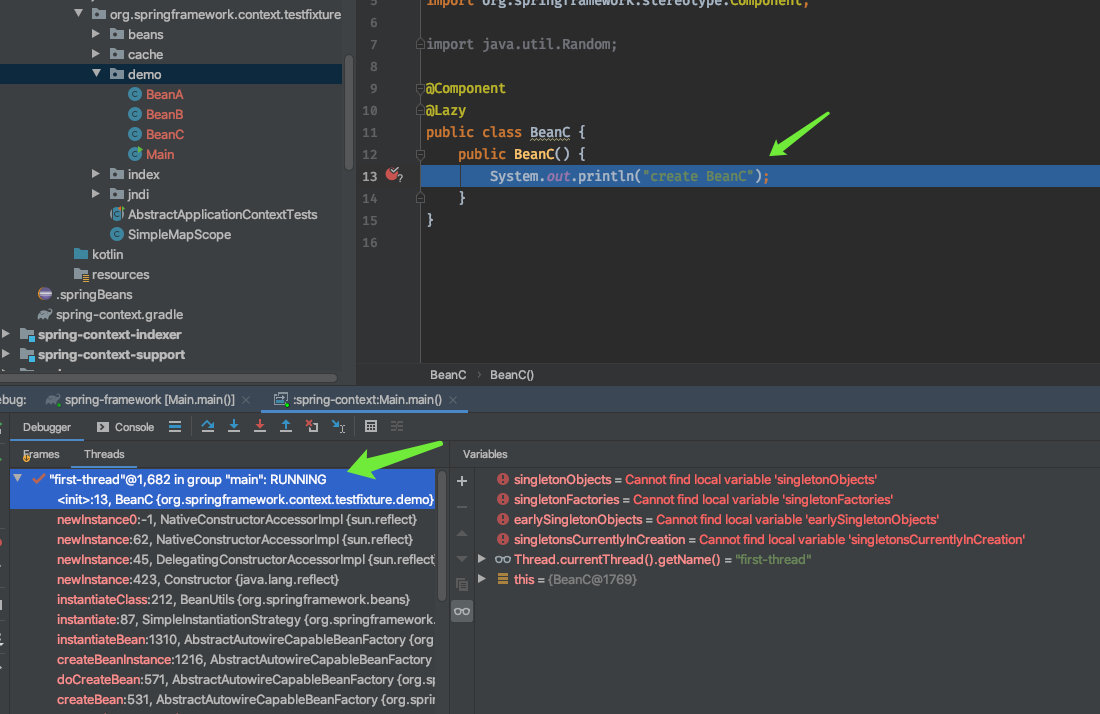 org.springframework.context.testfixture
beans
cache
demo
BeanA
BeanB
BeanC
Main
index
jndi
AbstractApplicationContextTests
SimpleMapScope
kotlin
resources
.springBeans
spring-context.gradle
spring-context-indexer
spring-context-support
5 import org.springframework.stereotype.Component;
6
7 import java.util.Random;
8
9 @Component
10 @Lazy
11 public class BeanC {
12 public BeanC() {
13 System.out.println("create BeanC");
14 }
15 }
16
BeanC › BeanC()
ebug: spring-framework [Main.main()] × :spring-context:Main.main() ×
Debugger Console
Frames Threads
"first-thread"@1,682 in group "main": RUNNING
<init>:13, BeanC {org.springframework.context.testfixture.demo}
newInstance0:-1, NativeConstructorAccessorImpl {sun.reflect}
newInstance:62, NativeConstructorAccessorImpl {sun.reflect}
newInstance:45, DelegatingConstructorAccessorImpl {sun.reflect
newInstance:423, Constructor {java.lang.reflect}
instantiateClass:212, BeanUtils {org.springframework.beans}
instantiate:87, SimpleInstantiationStrategy {org.springframework.
instantiateBean:1310, AbstractAutowireCapableBeanFactory {org
createBeanInstance:1216, AbstractAutowireCapableBeanFactory
doCreateBean:571, AbstractAutowireCapableBeanFactory {org.sp
createBean:531, AbstractAutowireCapableBeanFactory {org.sprin
Variables
singletonObjects = Cannot find local variable 'singletonObjects'
singletonFactories = Cannot find local variable 'singletonFactories'
earlySingletonObjects = Cannot find local variable 'earlySingletonObjects'
singletonsCurrentlyInCreation = Cannot find local variable 'singletonsCurrentlyInCreation'
Thread.currentThread().getName() = "first-thread"
this = {BeanC@1769}